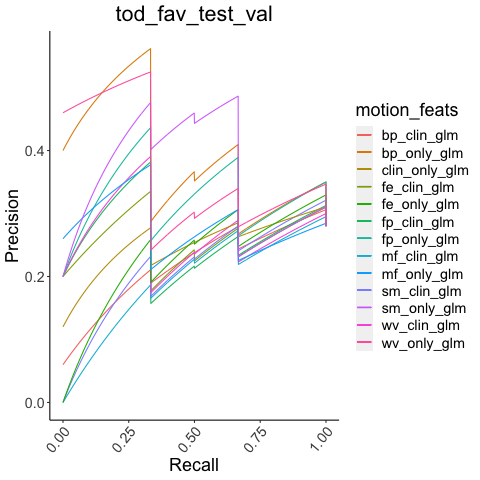 tod_fav_test_val
Precision
0.4
0.2
0.0
0.00
0.25
0.50
0.75
1.00
Recall
motion_feats
bp_clin_glm
bp_only_glm
clin_only_glm
fe_clin_glm
fe_only_glm
fp_clin_glm
fp_only_glm
mf_clin_glm
mf_only_glm
sm_clin_glm
sm_only_glm
wv_clin_glm
wv_only_glm